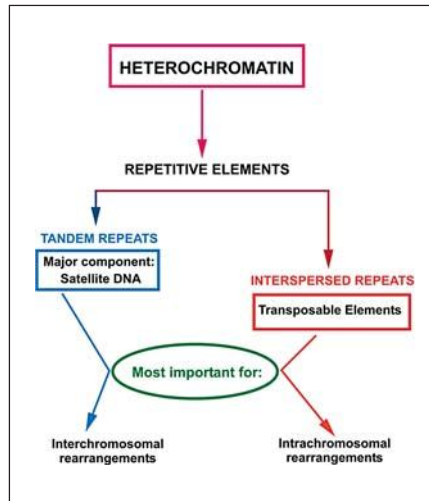 HETEROCHROMATIN
REPETITIVE ELEMENTS
TANDEM REPEATS
Major component:
Satellite DNA
INTERSPERSED REPEATS
Transposable Elements
Most important for:
Interchromosomal
rearrangements
Intrachromosomal
rearrangements